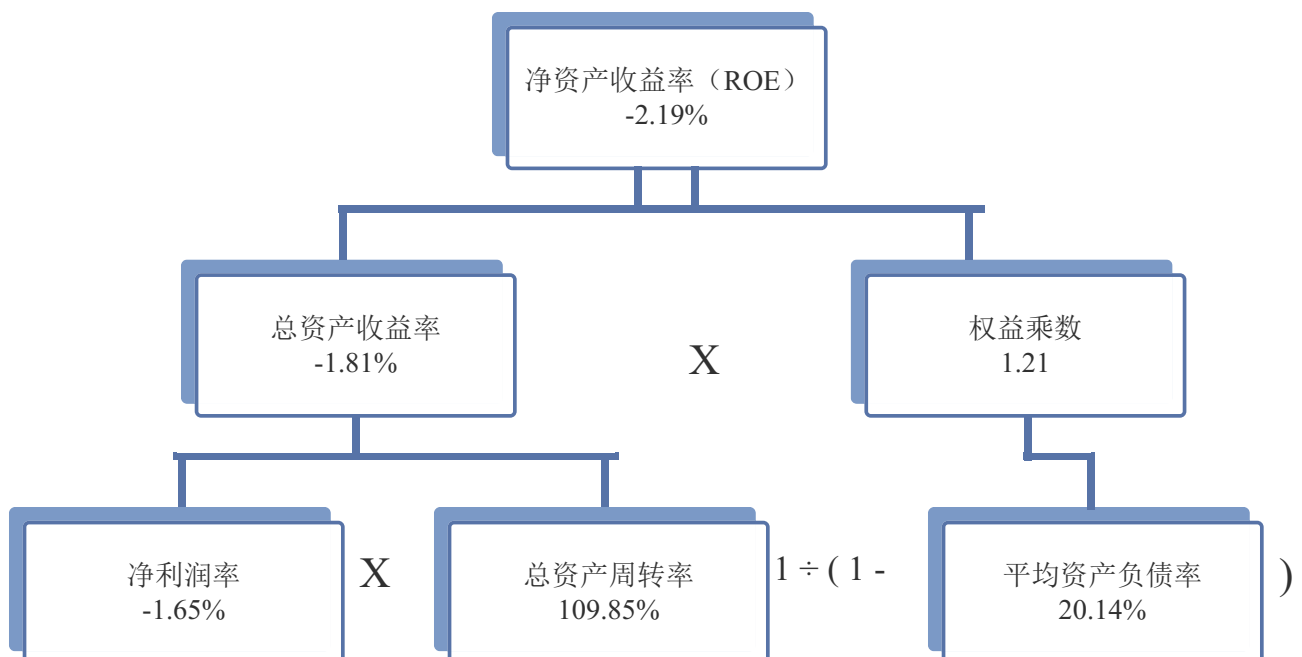 净资产收益率（ROE）
-2.19%
总资产收益率
-1.81%
X
权益乘数
1.21
净利润率
-1.65%
X
总资产周转率
109.85%
1 ÷ ( 1 -
平均资产负债率
20.14%
)